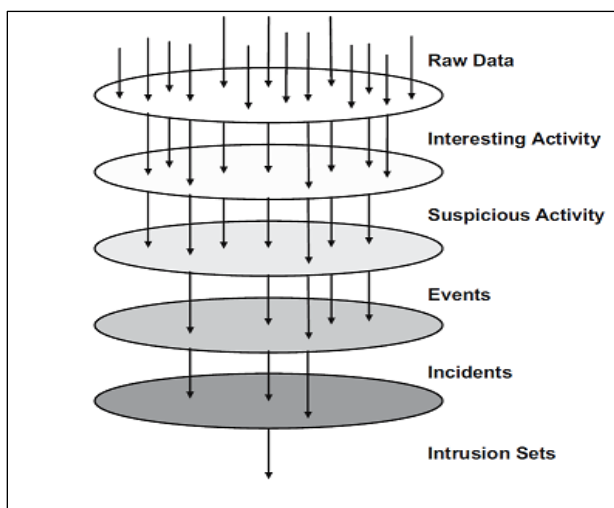 Raw Data
Interesting Activity
Suspicious Activity
Events
Incidents
Intrusion Sets